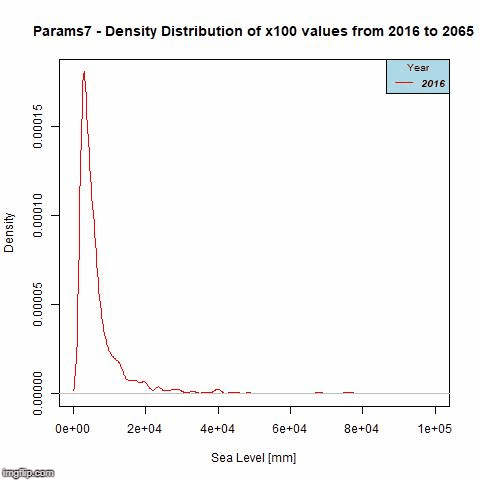 Params7 - Density Distribution of x100 values from 2016 to 2065
Year
2016
0.00015
0.00010
0.00005
0.00000
Density
0e+00 2e+04 4e+04 6e+04 8e+04 1e+05
Sea Level [mm]
imgflip.com